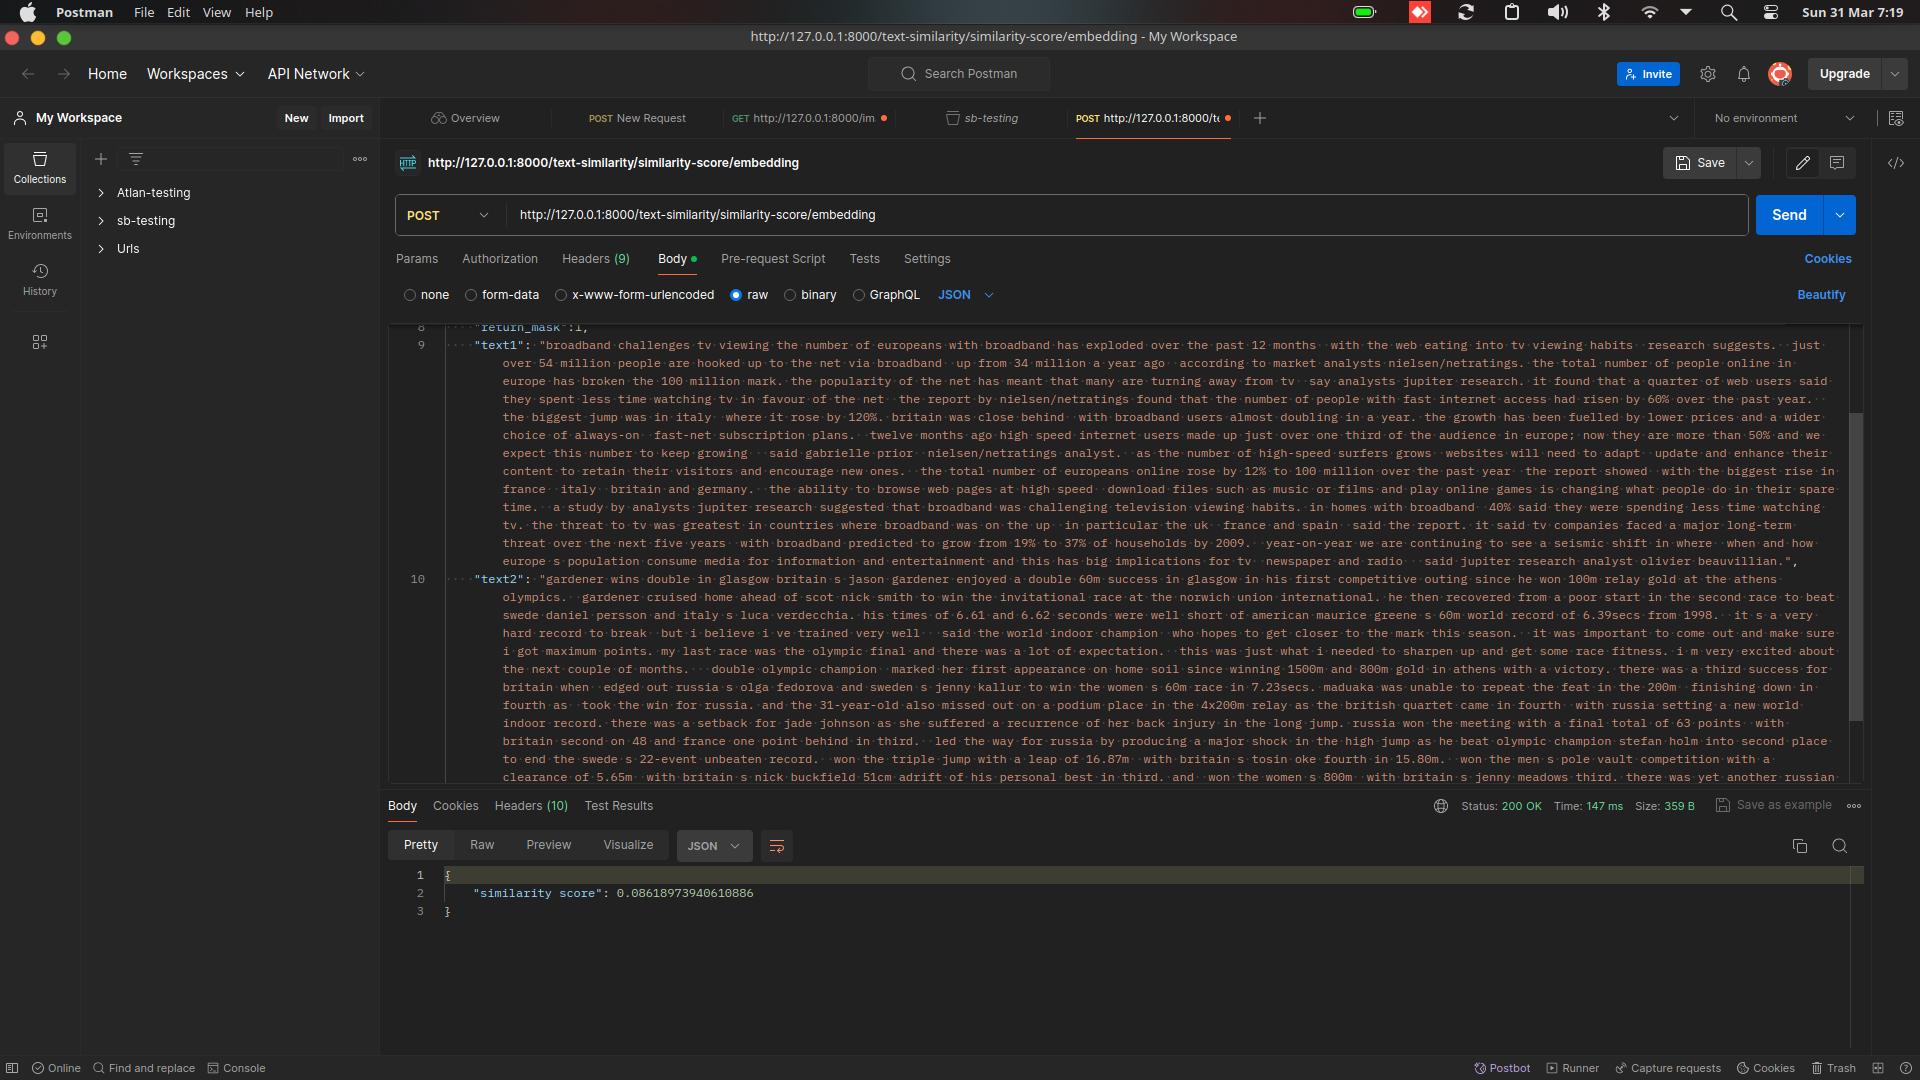 Postman File Edit View Help Sun 31 Mar 7:19
http://127.0.0.1:8000/text-similarity/similarity-score/embedding - My Workspace
Home Workspaces API Network Search Postman Invite Upgrade
My Workspace New Import Overview POST New Request GET http://127.0.0.1:8000/im. sb-testing POST http://127.0.0.1:8000/te No environment
Collections
Environments
History
Atlan-testing
sb-testing
Urls
HTTP http://127.0.0.1:8000/text-similarity/similarity-score/embedding Save
POST http://127.0.0.1:8000/text-similarity/similarity-score/embedding Send
Params Authorization Headers (9) Body Pre-request Script Tests Settings Cookies
none form-data x-www-form-urlencoded raw binary GraphQL JSON Beautify
8 "return_mask":1,
9 "text1": "broadband challenges tv viewing the number of europeans with broadband has exploded over the past 12 months  with the web eating into tv viewing habits  research suggests.  just
over 54 million people are hooked up to the net via broadband  up from 34 million a year ago  according to market analysts nielsen/netratings. the total number of people online in
europe has broken the 100 million mark. the popularity of the net has meant that many are turning away from tv  say analysts jupiter research. it found that a quarter of web users said
they spent less time watching tv in favour of the net  the report by nielsen/netratings found that the number of people with fast internet access had risen by 60% over the past year.
the biggest jump was in italy  where it rose by 120%. britain was close behind  with broadband users almost doubling in a year. the growth has been fuelled by lower prices and a wider
choice of always-on  fast-net subscription plans.  twelve months ago high speed internet users made up just over one third of the audience in europe; now they are more than 50% and we
expect this number to keep growing   said gabrielle prior  nielsen/netratings analyst.  as the number of high-speed surfers grows  websites will need to adapt  update and enhance their
content to retain their visitors and encourage new ones.  the total number of europeans online rose by 12% to 100 million over the past year  the report showed  with the biggest rise in
france  italy  britain and germany.  the ability to browse web pages at high speed  download files such as music or films and play online games is changing what people do in their spare
time.  a study by analysts jupiter research suggested that broadband was challenging television viewing habits. in homes with broadband  40% said they were spending less time watching
tv. the threat to tv was greatest in countries where broadband was on the up  in particular the uk  france and spain  said the report. it said tv companies faced a major long-term
threat over the next five years  with broadband predicted to grow from 19% to 37% of households by 2009.  year-on-year we are continuing to see a seismic shift in where  when and how
europe s population consume media for information and entertainment and this has big implications for tv  newspaper and radio   said jupiter research analyst olivier beauvillian.",
10 "text2": "gardener wins double in glasgow britain s jason gardener enjoyed a double 60m success in glasgow in his first competitive outing since he won 100m relay gold at the athens
olympics.  gardener cruised home ahead of scot nick smith to win the invitational race at the norwich union international. he then recovered from a poor start in the second race to beat
swede daniel persson and italy s luca verdecchia. his times of 6.61 and 6.62 seconds were well short of american maurice greene s 60m world record of 6.39secs from 1998.  it s a very
hard record to break  but i believe i ve trained very well   said the world indoor champion  who hopes to get closer to the mark this season.  it was important to come out and make sure
i got maximum points. my last race was the olympic final and there was a lot of expectation.  this was just what i needed to sharpen up and get some race fitness. i m very excited about
the next couple of months.   double olympic champion  marked her first appearance on home soil since winning 1500m and 800m gold in athens with a victory. there was a third success for
britain when  edged out russia s olga fedorova and sweden s jenny kallur to win the women s 60m race in 7.23secs. maduaka was unable to repeat the feat in the 200m  finishing down in
fourth as  took the win for russia. and the 31-year-old also missed out on a podium place in the 4x200m relay as the british quartet came in fourth  with russia setting a new world
indoor record. there was a setback for jade johnson as she suffered a recurrence of her back injury in the long jump. russia won the meeting with a final total of 63 points  with
britain second on 48 and france one point behind in third.  led the way for russia by producing a major shock in the high jump as he beat olympic champion stefan holm into second place
to end the swede s 22-event unbeaten record.  won the triple jump with a leap of 16.87m  with britain s tosin oke fourth in 15.80m.  won the men s pole vault competition with a
clearance of 5.65m  with britain s nick buckfield 51cm adrift of his personal best in third. and  won the women s 800m  with britain s jenny meadows third. there was yet another russian
Body Cookies Headers (10) Test Results Status: 200 OK Time: 147 ms Size: 359 B Save as example
Pretty Raw Preview Visualize JSON
1 {
2 "similarity score": 0.08618973940610886
3 }
Online Find and replace Console Postbot Runner Capture requests Cookies Trash